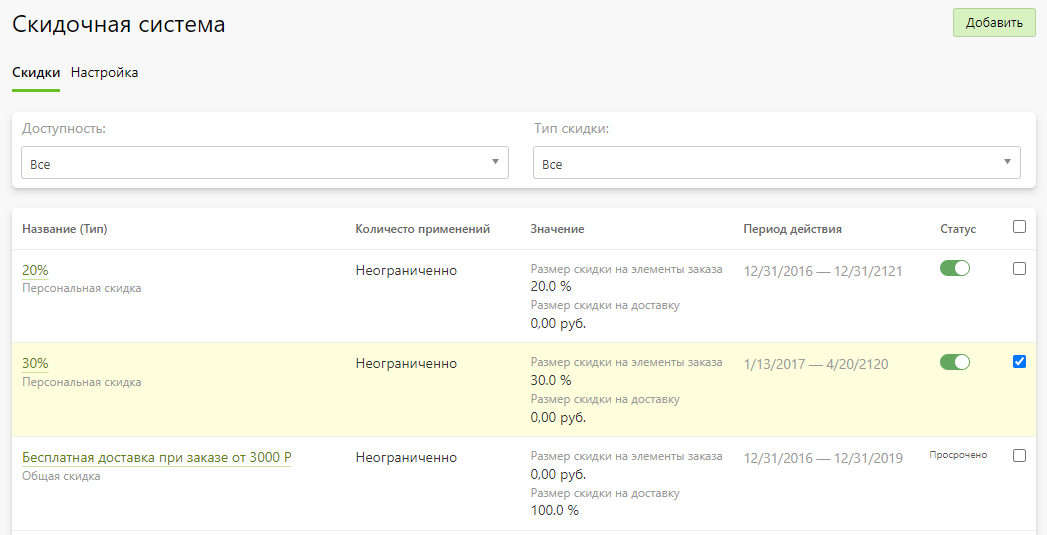 Скидочная система
Добавить
Скидки Настройка
Доступность: Тип скидки:
Все Все
Название (Тип) Количесто применений Значение Период действия Статус
20% Неограниченно Размер скидки на элементы заказа 12/31/2016 — 12/31/2121
Персональная скидка 20.0 %
Размер скидки на доставку
0,00 руб.
30% Неограниченно Размер скидки на элементы заказа 1/13/2017 — 4/20/2120
Персональная скидка 30.0 %
Размер скидки на доставку
0,00 руб.
Бесплатная доставка при заказе от 3000 Р Неограниченно Размер скидки на элементы заказа 12/31/2016 — 12/31/2019 Просрочено
Общая скидка 0,00 руб.
Размер скидки на доставку
100.0 %